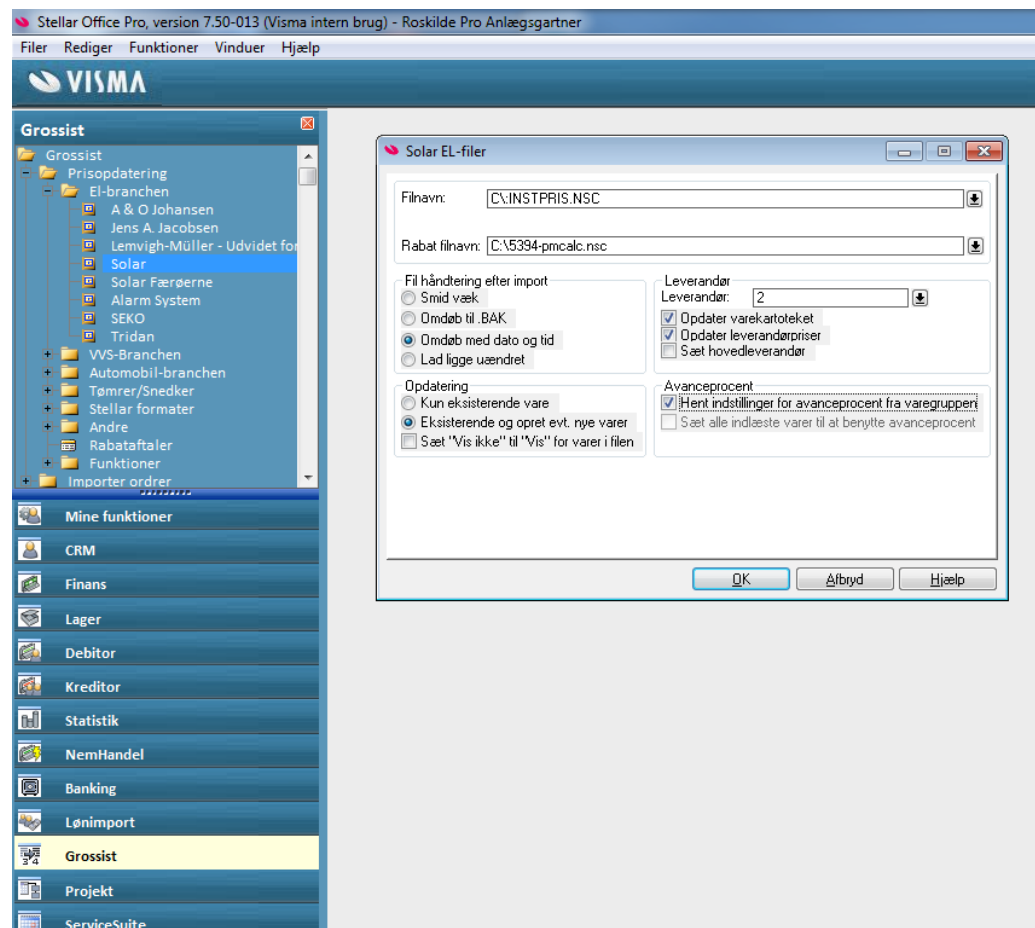 Stellar Office Pro, version 7.50-013 (Visma intern brug) - Roskilde Pro Anlægsgartner
Filer Rediger Funktioner Vinduer Hjælp
VISMA
Grossist
Grossist
Prisopdatering
El-branchen
A & O Johansen
Jens A. Jacobsen
Lemvigh-Müller - Udvidet for
Solar
Solar Færøerne
Alarm System
SEKO
Tridan
VVS-Branchen
Automobil-branchen
Tømrer/Snedker
Stellar formater
Andre
Rabataftaler
Funktioner
Importer ordrer
Mine funktioner
CRM
Finans
Lager
Debitor
Kreditor
Statistik
NemHandel
Banking
Lønimport
Grossist
Projekt
ServiceSuite
Solar EL-filer
Filnavn: C\:INSTPRIS.NSC
Rabat filnavn: C:\5394-pmcalc.nsc
Fil håndtering efter import
Smid væk
Omdøb til .BAK
Omdøb med dato og tid
Lad ligge uændret
Leverandør
Leverandør: 2
Opdater varekartoteket
Opdater leverandørpriser
Sæt hovedleverandør
Opdatering
Kun eksisterende vare
Eksisterende og opret evt. nye varer
Sæt "Vis ikke" til "Vis" for varer i filen
Avanceprocent
Hent indstillinger for avanceprocent fra varegruppen
Sæt alle indlæste varer til at benytte avanceprocent
OK Afbryd Hjælp